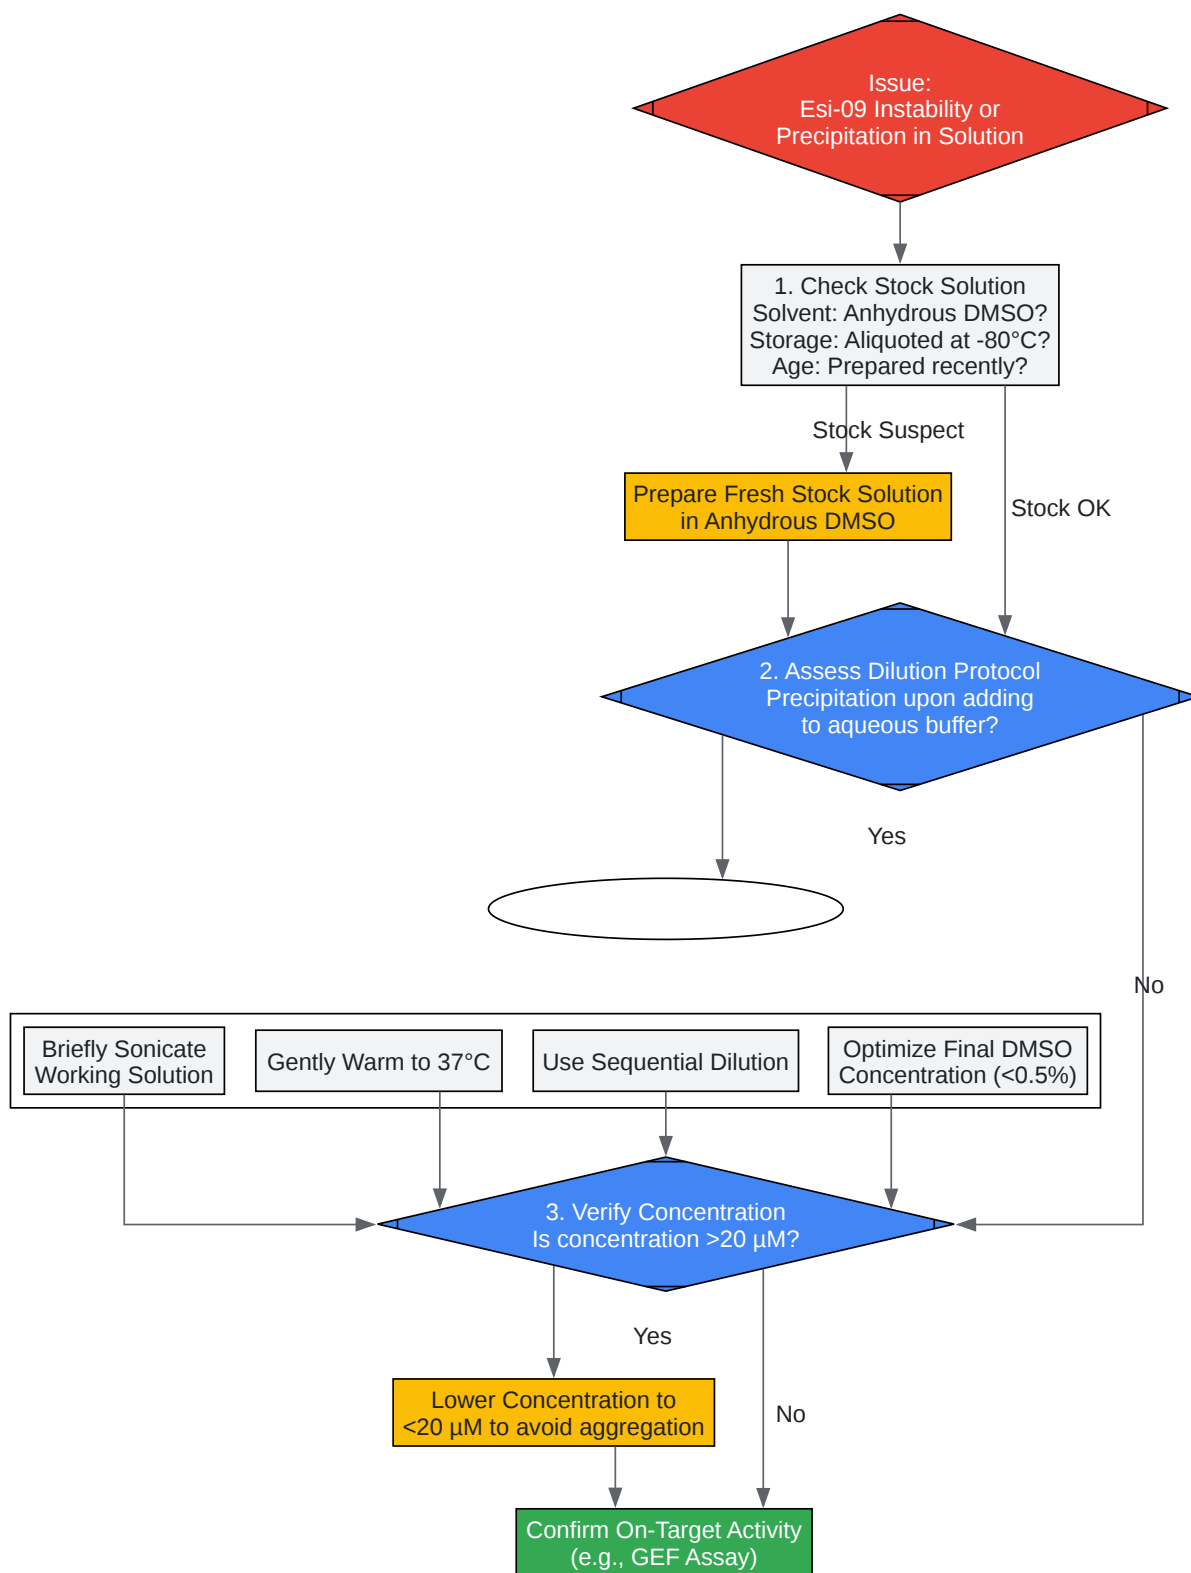 Issue:
Esi-09 Instability or
Precipitation in Solution
1. Check Stock Solution
Solvent: Anhydrous DMSO?
Storage: Aliquoted at -80°C?
Age: Prepared recently?
Stock Suspect
Prepare Fresh Stock Solution
in Anhydrous DMSO
Stock OK
2. Assess Dilution Protocol
Precipitation upon adding
to aqueous buffer?
Yes
No
Briefly Sonicate
Working Solution
Gently Warm to 37°C
Use Sequential Dilution
Optimize Final DMSO
Concentration (<0.5%)
3. Verify Concentration
Is concentration >20 µM?
Yes
Lower Concentration to
<20 µM to avoid aggregation
No
Confirm On-Target Activity
(e.g., GEF Assay)